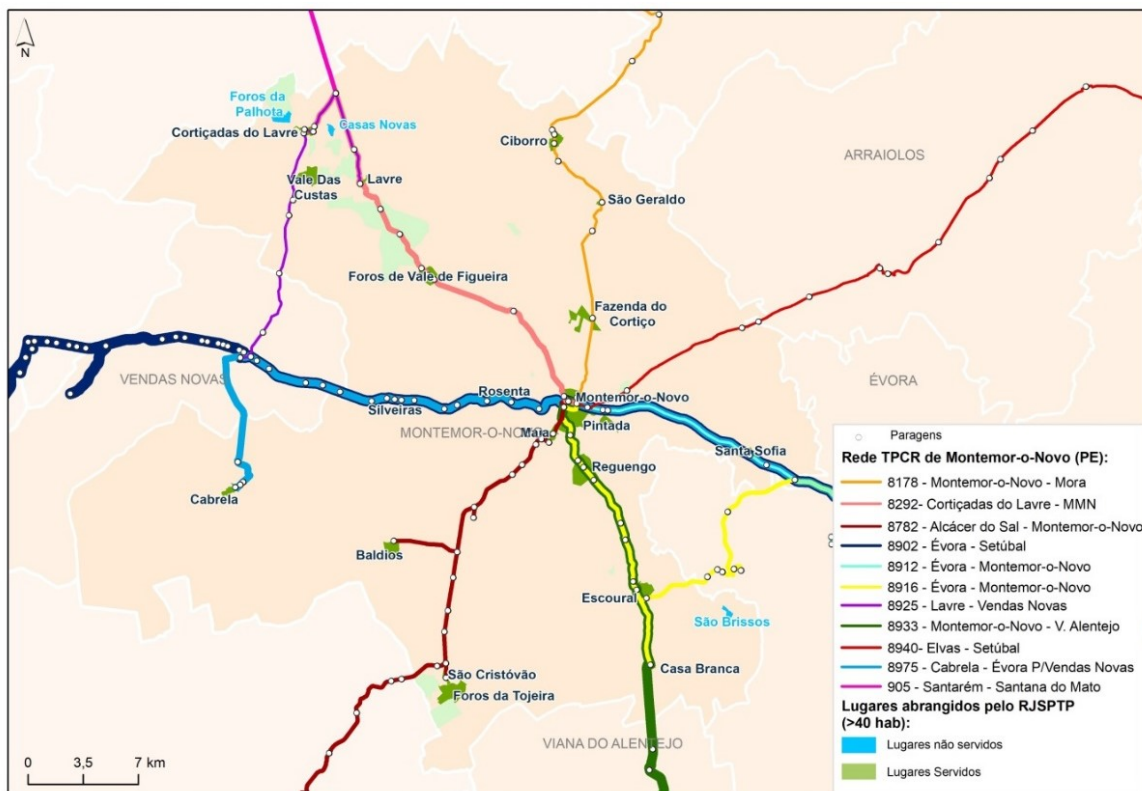 N
Foros da
Palhota
Cortiçadas do Lavre
Casas Novas
Vale Das
Custas
Lavre
Ciborro
São Geraldo
ARRAIOLOS
Foros de Vale de Figueira
Fazenda do
Cortiço
VENDAS NOVAS
ÉVORA
Silveiras
Rosenta
Montemor-o-Novo
MONTEMOR-O-NOVO
Maia
Pintada
Santa Sofia
Reguengo
Cabrela
Baldios
Escoural
São Brissos
Casa Branca
São Cristóvão
Foros da Tojeira
VIANA DO ALENTEJO
0 3,5 7 km
Paragens
Rede TPCR de Montemor-o-Novo (PE):
8178 - Montemor-o-Novo - Mora
8292- Cortiçadas do Lavre - MMN
8782 - Alcácer do Sal - Montemor-o-Novo
8902 - Évora - Setúbal
8912 - Évora - Montemor-o-Novo
8916 - Évora - Montemor-o-Novo
8925 - Lavre - Vendas Novas
8933 - Montemor-o-Novo - V. Alentejo
8940- Elvas - Setúbal
8975 - Cabrela - Évora P/Vendas Novas
905 - Santarém - Santana do Mato
Lugares abrangidos pelo RJSPTP
(>40 hab):
Lugares não servidos
Lugares Servidos